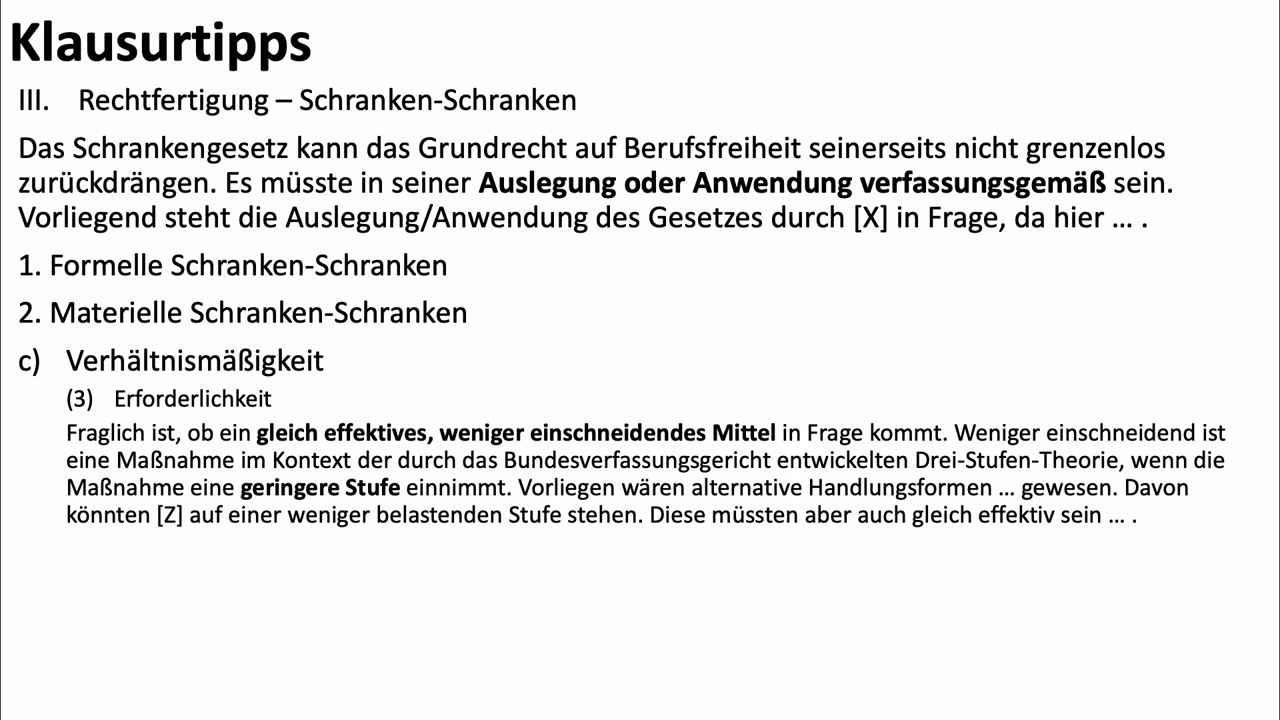 Klausurtipps
III. Rechtfertigung – Schranken-Schranken
Das Schrankengesetz kann das Grundrecht auf Berufsfreiheit seinerseits nicht grenzenlos
zurückdrängen. Es müsste in seiner Auslegung oder Anwendung verfassungsgemäß sein.
Vorliegend steht die Auslegung/Anwendung des Gesetzes durch [X] in Frage, da hier ... .
1. Formelle Schranken-Schranken
2. Materielle Schranken-Schranken
c) Verhältnismäßigkeit
(3) Erforderlichkeit
Fraglich ist, ob ein gleich effektives, weniger einschneidendes Mittel in Frage kommt. Weniger einschneidend ist
eine Maßnahme im Kontext der durch das Bundesverfassungsgericht entwickelten Drei-Stufen-Theorie, wenn die
Maßnahme eine geringere Stufe einnimmt. Vorliegen wären alternative Handlungsformen ... gewesen. Davon
könnten [Z] auf einer weniger belastenden Stufe stehen. Diese müssten aber auch gleich effektiv sein ... .